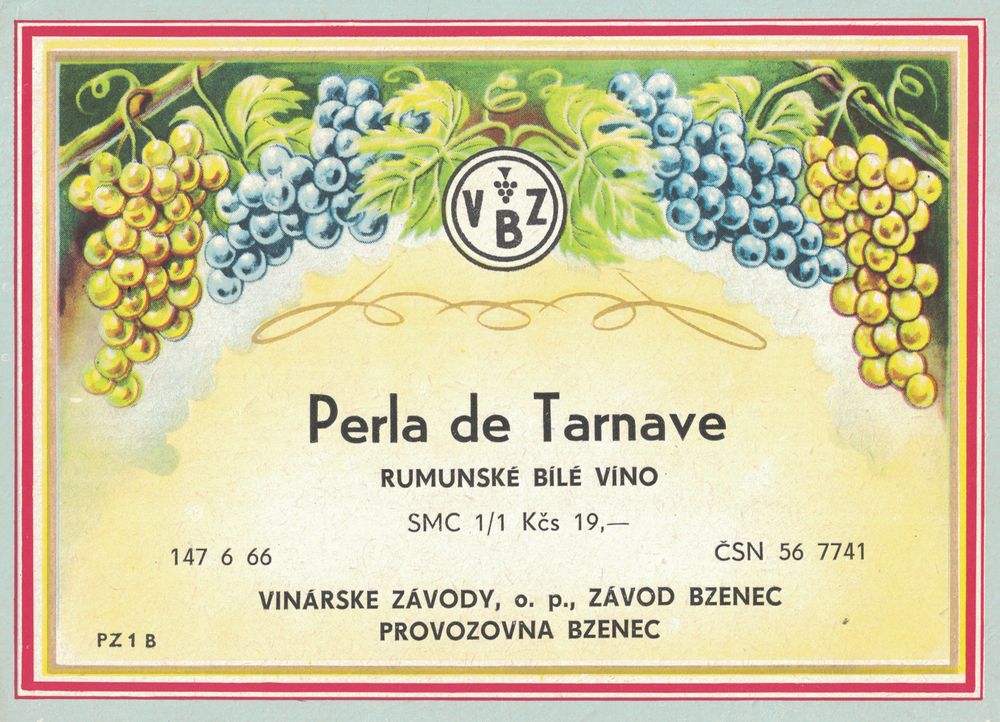 VBZ
Perla de Tarnave
RUMUNSKÉ BÍLÉ VÍNO
SMC 1/1 Kčs 19,—
147 6 66
ČSN 56 7741
VINÁRSKE ZÁVODY, o. p., ZÁVOD BZENEC
PROVOZOVNA BZENEC
PZ 1 B